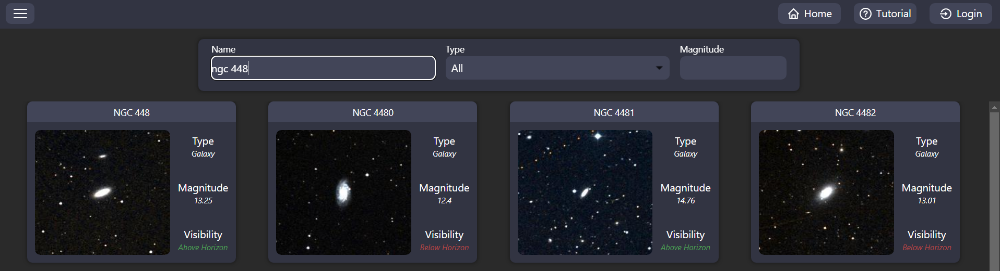 Home
Tutorial
Login
Name
Type
Magnitude
ngc 448
All
NGC 448
NGC 4480
NGC 4481
NGC 4482
Type
Galaxy
Magnitude
13.25
Visibility
Above Horizon
Type
Galaxy
Magnitude
12.4
Visibility
Below Horizon
Type
Galaxy
Magnitude
14.76
Visibility
Above Horizon
Type
Galaxy
Magnitude
13.01
Visibility
Below Horizon